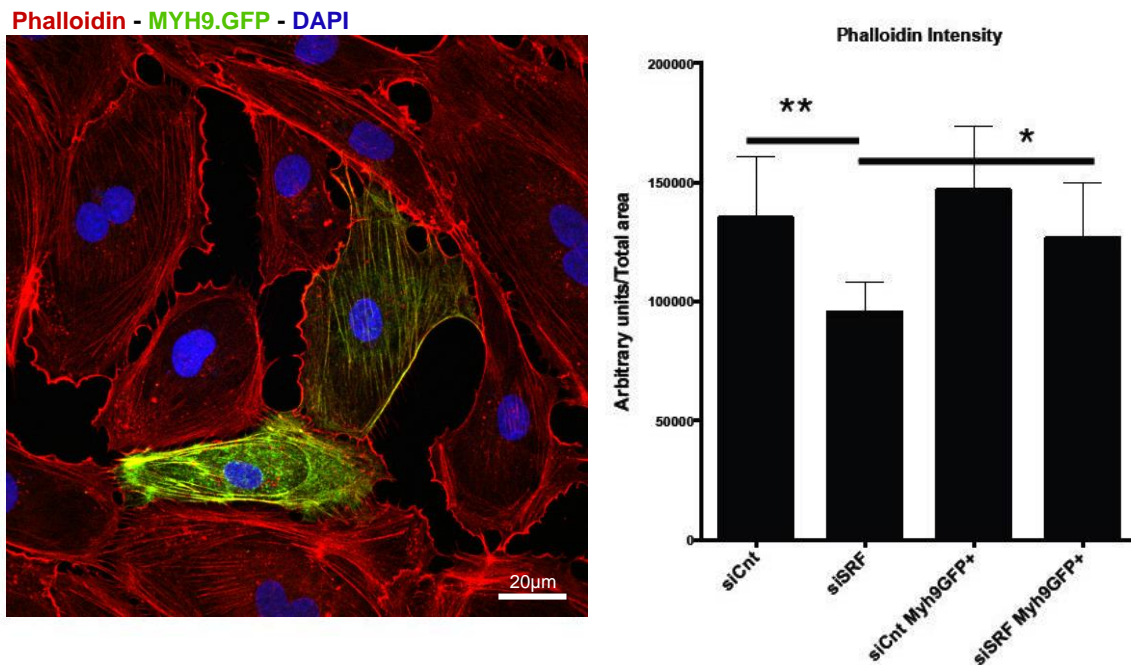 Phalloidin - MYH9.GFP - DAPI
20µm
Phalloidin Intensity
Arbitrary units/Total area
200000
150000
100000
50000
0
**
*
siCnt
siSRF
siCnt Myh9GFP+
siSRF Myh9GFP+